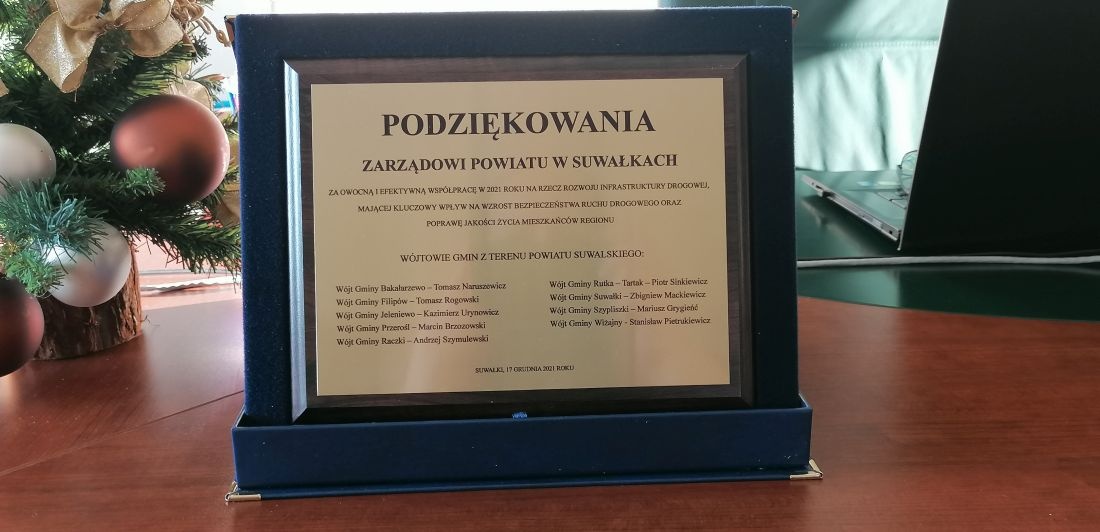 PODZIĘKOWANIA
ZARZĄDOWI POWIATU W SUWAŁKACH
ZA OWOCNĄ I EFEKTYWNĄ WSPÓŁPRACĘ W 2021 ROKU NA RZECZ ROZWOJU INFRASTRUKTURY DROGOWEJ,
MAJĄCEJ KLUCZOWY WPŁYW NA WZROST BEZPIECZEŃSTWA RUCHU DROGOWEGO ORAZ
POPRAWĘ JAKOŚCI ŻYCIA MIESZKAŃCÓW REGIONU
WÓJTOWIE GMIN Z TERENU POWIATU SUWALSKIEGO:
Wójt Gminy Bakałarzewo – Tomasz Naruszewicz
Wójt Gminy Filipów – Tomasz Rogowski
Wójt Gminy Jeleniewo – Kazimierz Urynowicz
Wójt Gminy Przerośl – Marcin Brzozowski
Wójt Gminy Raczki – Andrzej Szymulewski
Wójt Gminy Rutka – Tartak – Piotr Sinkiewicz
Wójt Gminy Suwałki – Zbigniew Mackiewicz
Wójt Gminy Szypliszki – Mariusz Grygieńć
Wójt Gminy Wiżajny - Stanisław Pietrukiewicz
SUWAŁKI, 17 GRUDNIA 2021 ROKU